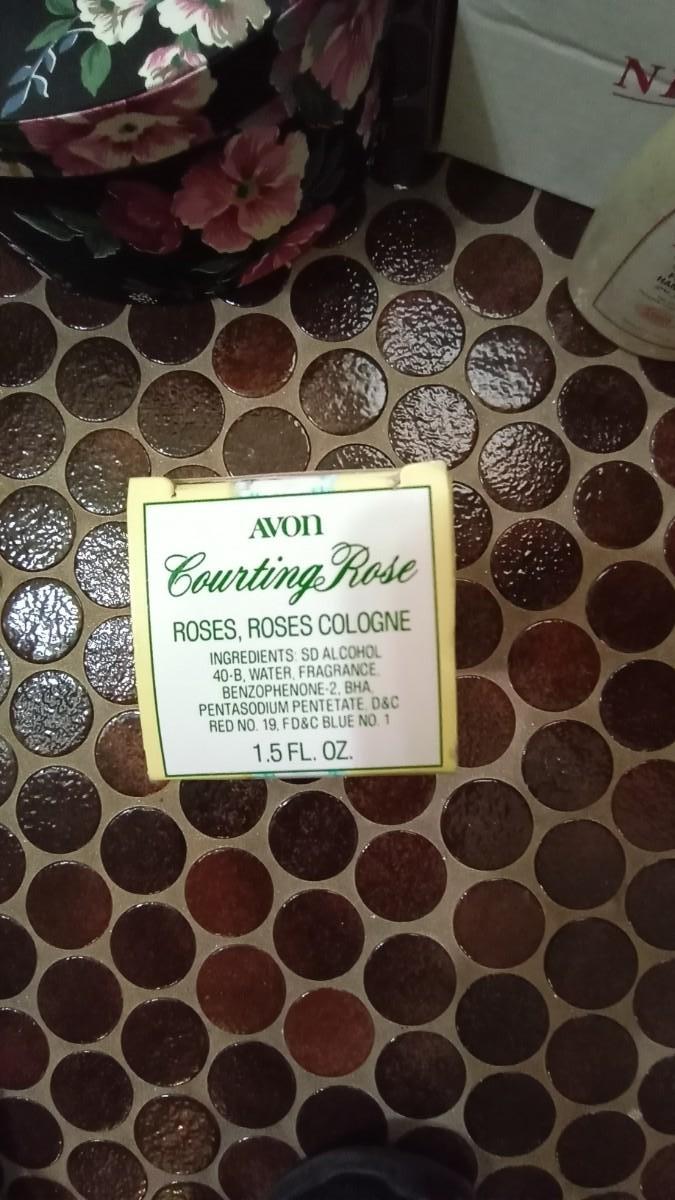 AVON
Courting Rose
ROSES, ROSES COLOGNE
INGREDIENTS: SD ALCOHOL
40-B, WATER, FRAGRANCE,
BENZOPHENONE-2, BHA,
PENTASODIUM PENTETATE, D&C
RED NO. 19, FD&C BLUE NO. 1
1.5 FL. OZ.